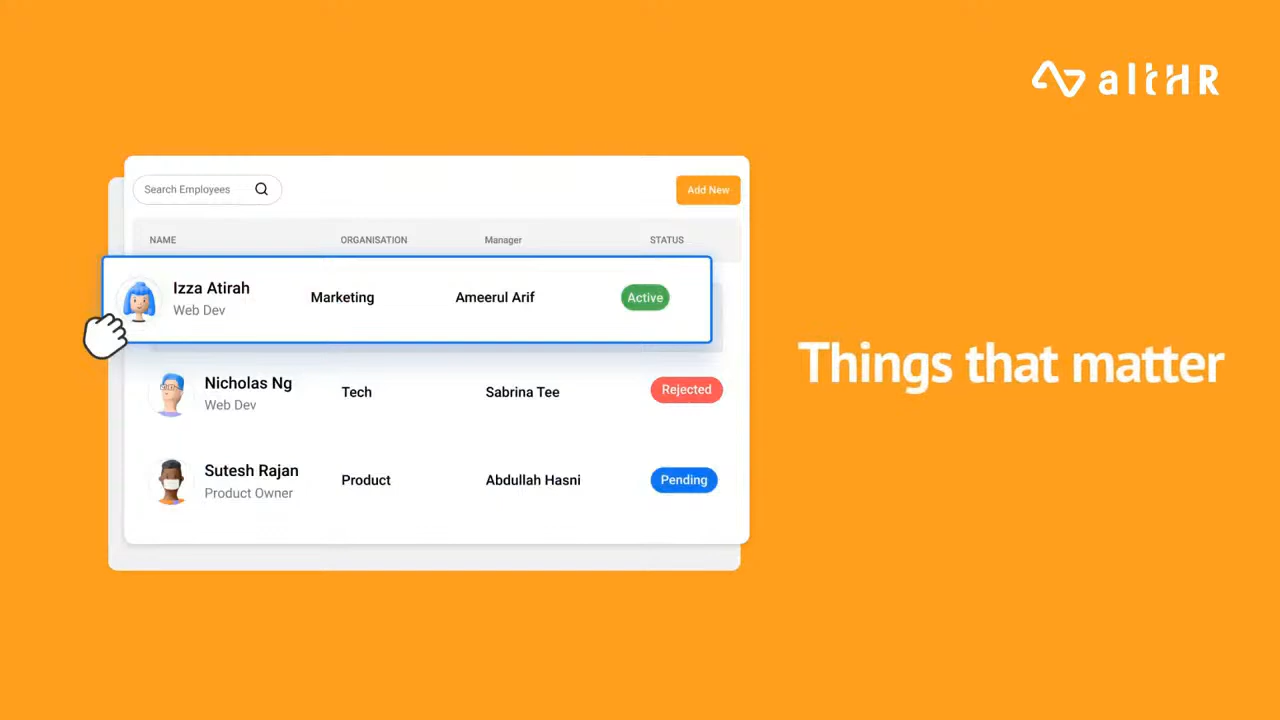 altHR
Search Employees
Add New
NAME ORGANISATION Manager STATUS
Izza Atirah
Web Dev
Marketing
Ameerul Arif
Active
Nicholas Ng
Web Dev
Tech
Sabrina Tee
Rejected
Sutesh Rajan
Product Owner
Product
Abdullah Hasni
Pending
Things that matter